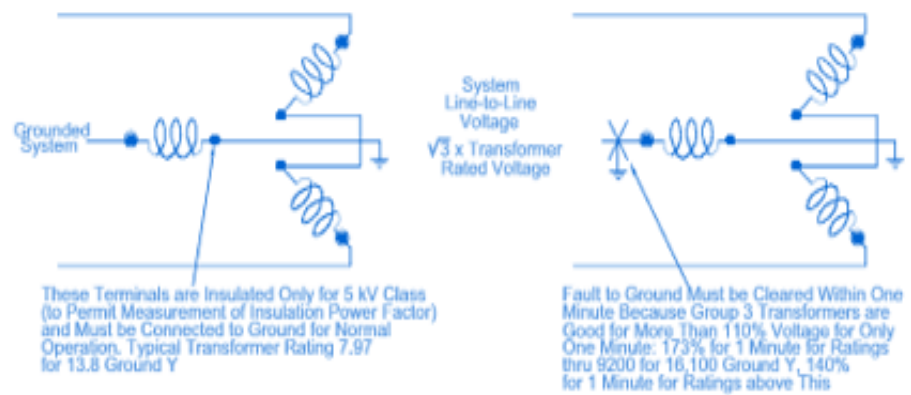 Grounded
System
These Terminals are Insulated Only for 5 kV Class
(to Permit Measurement of Insulation Power Factor)
and Must be Connected to Ground for Normal
Operation. Typical Transformer Rating 7.97
for 13.8 Ground Y
System
Line-to-Line
Voltage
√3 x Transformer
Rated Voltage
Fault to Ground Must be Cleared Within One
Minute Because Group 3 Transformers are
Good for More Than 110% Voltage for Only
One Minute: 173% for 1 Minute for Ratings
thru 9200 for 16,100 Ground Y, 140%
for 1 Minute for Ratings above This